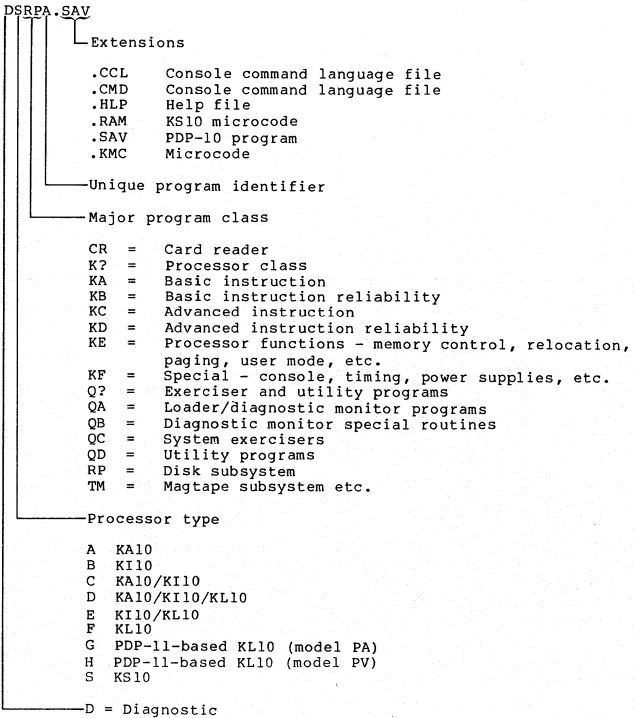 DSRPA.SAV
Extensions
.CCL Console command language file
.CMD Console command language file
.HLP Help file
.RAM KS10 microcode
.SAV PDP-10 program
.KMC Microcode
Unique program identifier
Major program class
CR = Card reader
K? = Processor class
KA = Basic instruction
KB = Basic instruction reliability
KC = Advanced instruction
KD = Advanced instruction reliability
KE = Processor functions - memory control, relocation,
paging, user mode, etc.
KF = Special - console, timing, power supplies, etc.
Q? = Exerciser and utility programs
QA = Loader/diagnostic monitor programs
QB = Diagnostic monitor special routines
QC = System exercisers
QD = Utility programs
RP = Disk subsystem
TM = Magtape subsystem etc.
Processor type
A KA10
B KI10
C KA10/KI10
D KA10/KI10/KL10
E KI10/KL10
F KL10
G PDP-11-based KL10 (model PA)
H PDP-11-based KL10 (model PV)
S KS10
D = Diagnostic